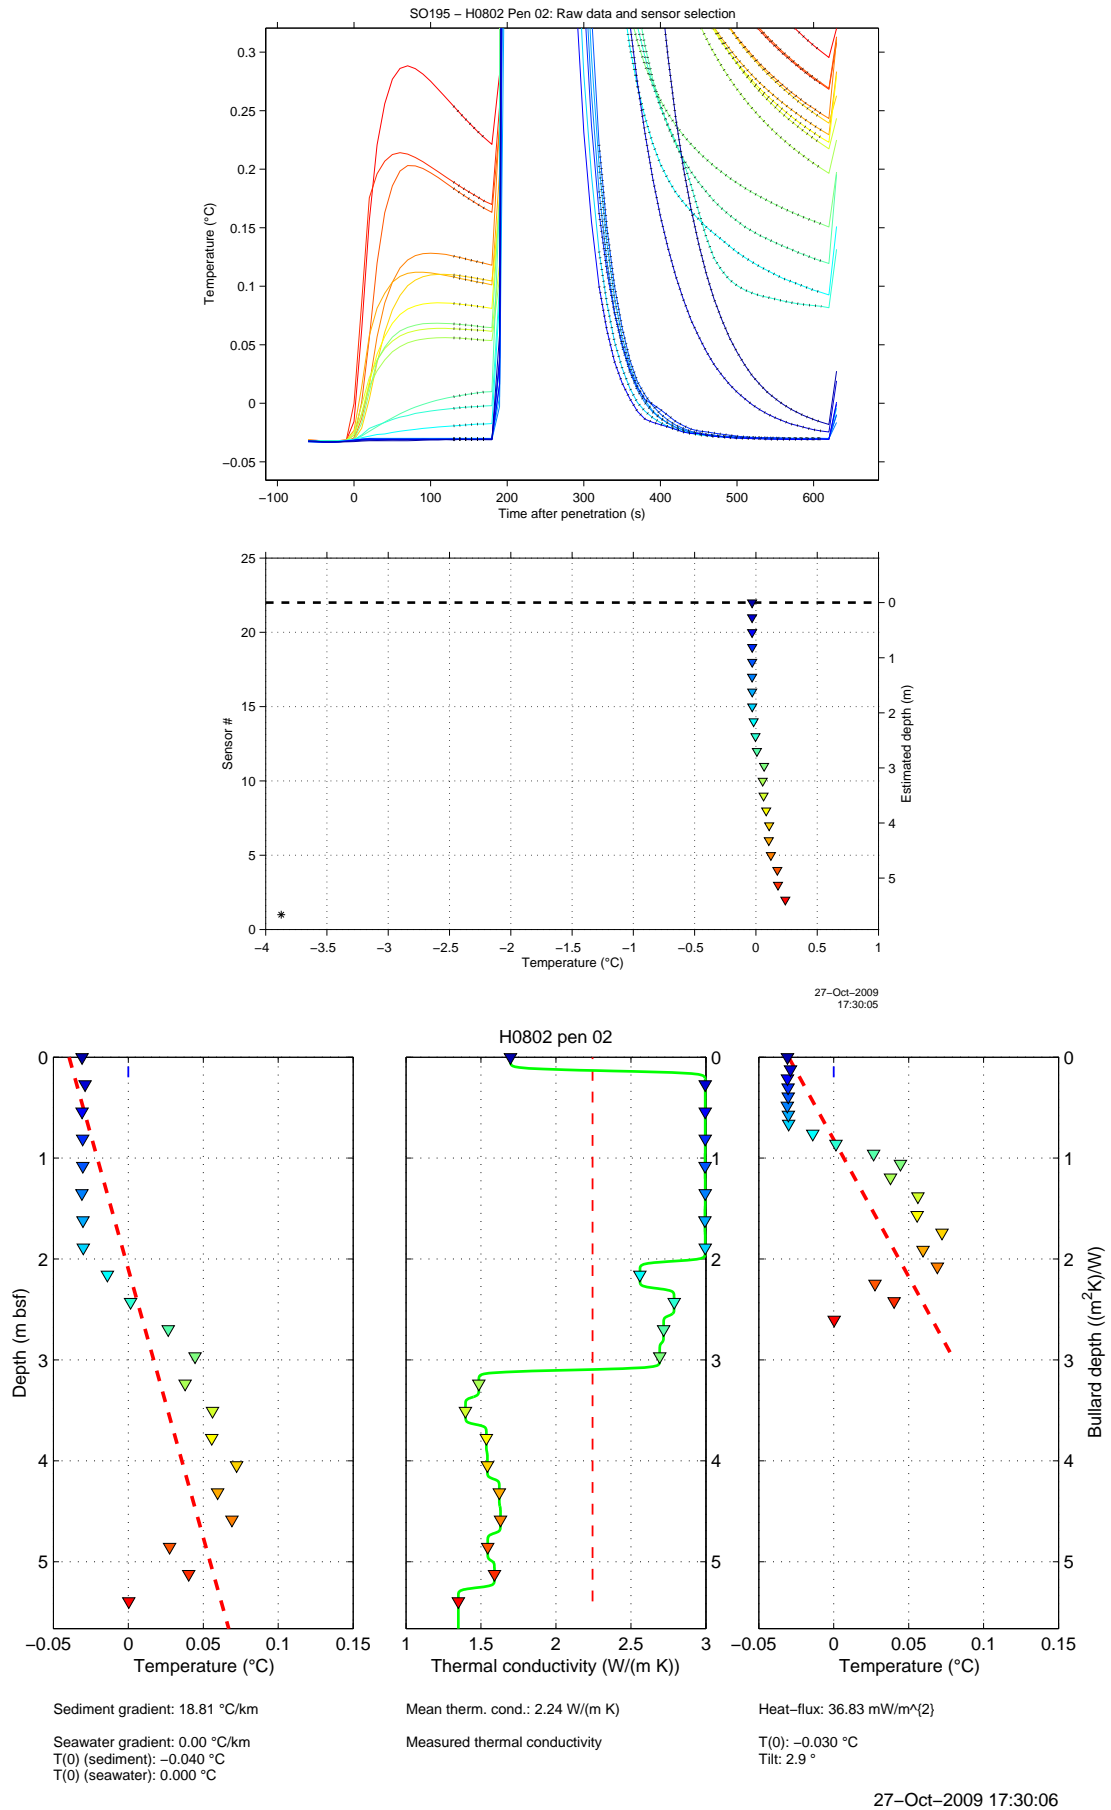 SO195 − H0802 Pen 02: Raw data and sensor selection
0.3
0.25
0.2
0.15
0.1
0.05
0
−0.05
Temperature (°C)
−100 0 100 200 300 400 500 600
Time after penetration (s)
25
20
15
10
5
0
Sensor #
0
1
2
3
4
5
Estimated depth (m)
*
−4 −3.5 −3 −2.5 −2 −1.5 −1 −0.5 0 0.5 1
Temperature (°C)
27−Oct−2009
17:30:05
H0802 pen 02
0
1
2
3
4
5
Depth (m bsf)
−0.05 0 0.05 0.1 0.15
Temperature (°C)
0
1
2
3
4
5
1 1.5 2 2.5 3
Thermal conductivity (W/(m K))
0
1
2
3
4
5
Bullard depth ((m²K)/W)
−0.05 0 0.05 0.1 0.15
Temperature (°C)
Sediment gradient: 18.81 °C/km
Seawater gradient: 0.00 °C/km
T(0) (sediment): −0.040 °C
T(0) (seawater): 0.000 °C
Mean therm. cond.: 2.24 W/(m K)
Measured thermal conductivity
Heat−flux: 36.83 mW/m^{2}
T(0): −0.030 °C
Tilt: 2.9 °
27−Oct−2009 17:30:06